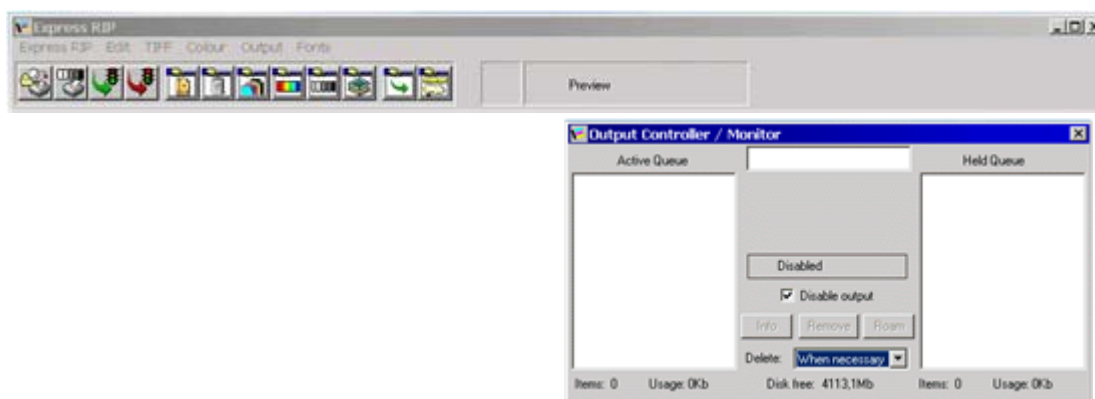 Express RIP
Express RIP Edit TIFF Colour Output Fonts
Preview
Output Controller / Monitor
Active Queue
Held Queue
Disabled
Disable output
Info Remove Roam
Delete: When necessary
Items: 0 Usage: 0Kb Disk free: 4113,1Mb Items: 0 Usage: 0Kb